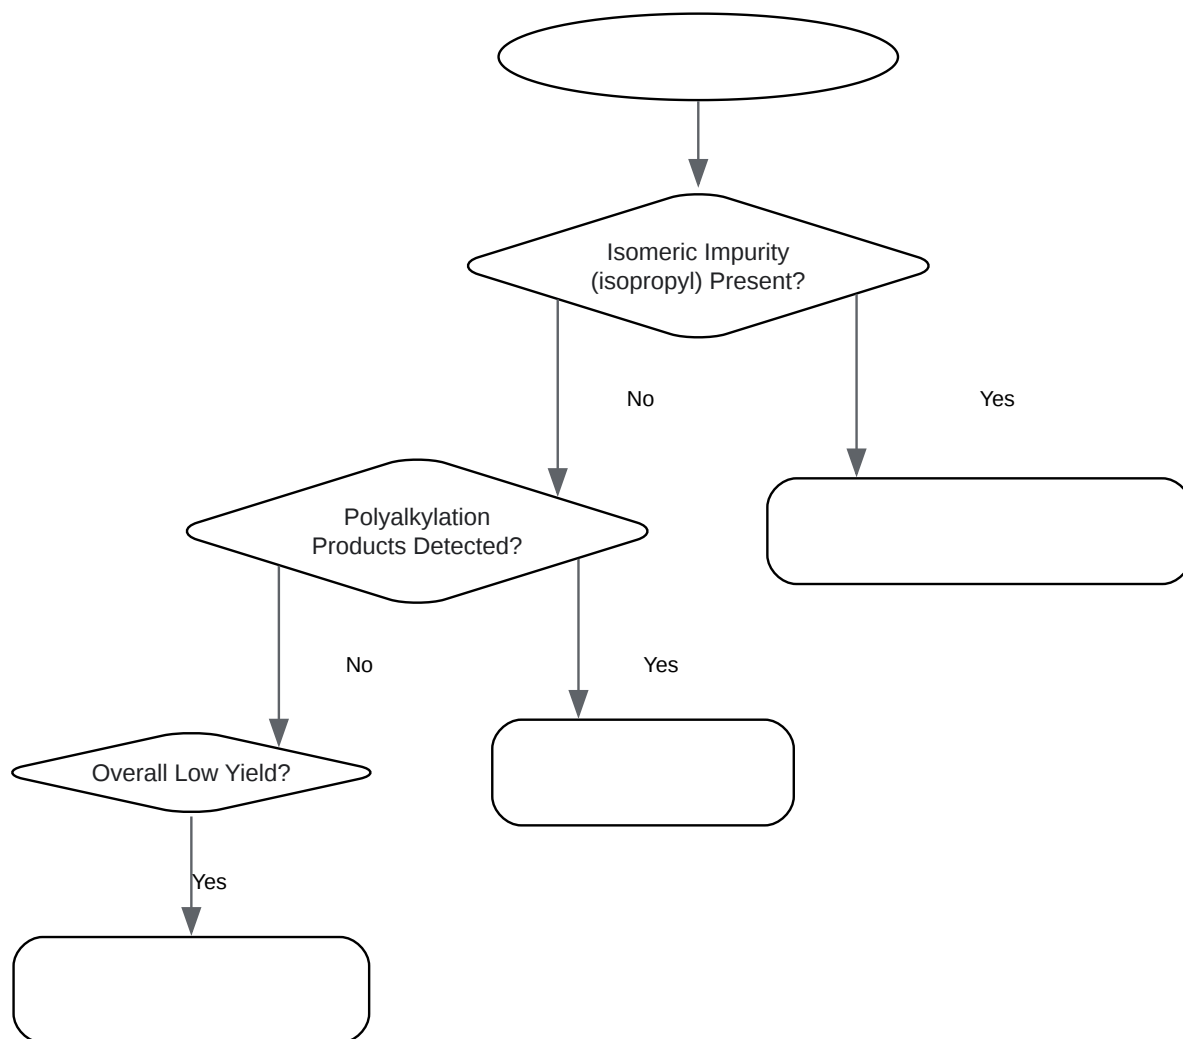 Isomeric Impurity
(isopropyl) Present?
No
Yes
Polyalkylation
Products Detected?
No
Yes
Overall Low Yield?
Yes